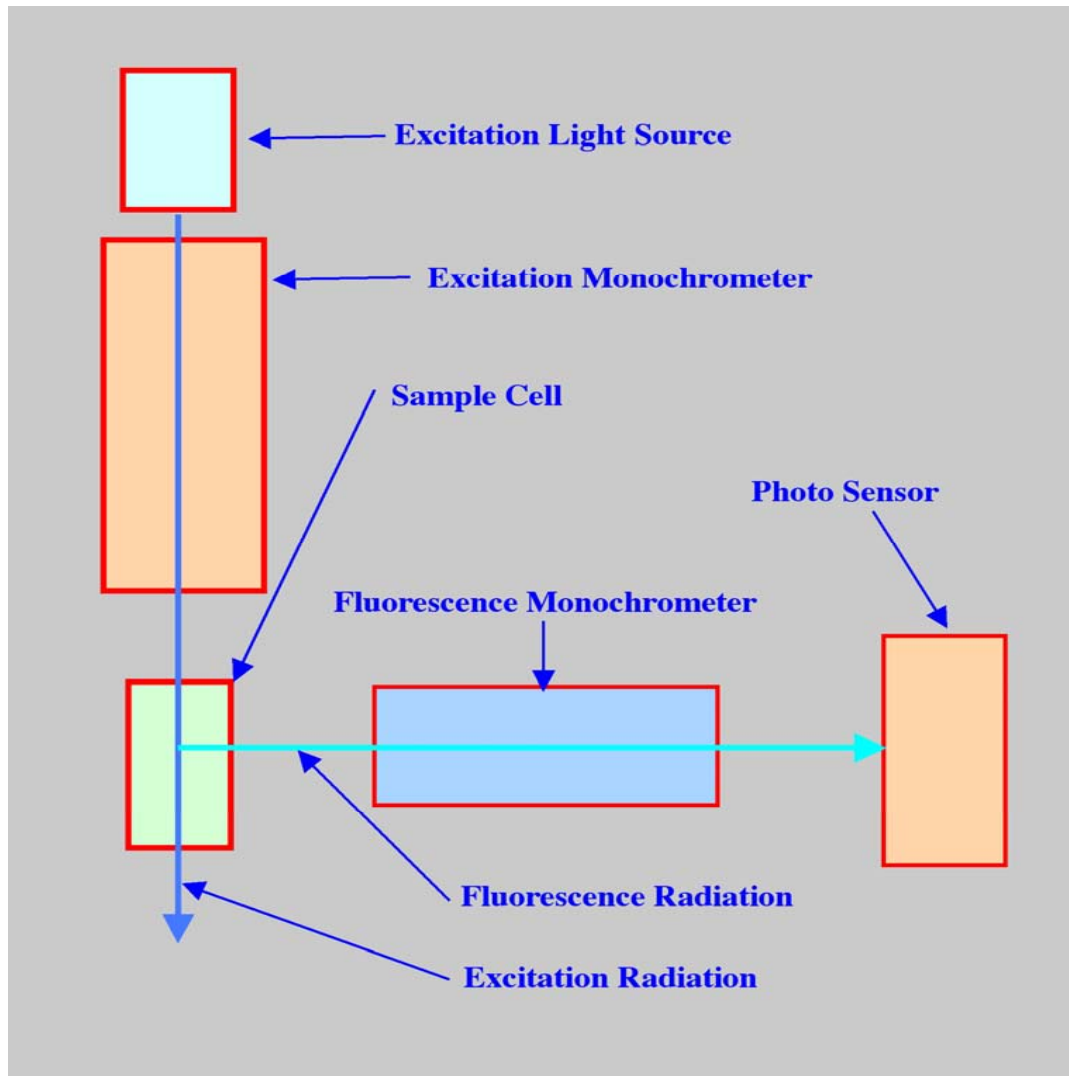 Excitation Light Source
Excitation Monochrometer
Sample Cell
Photo Sensor
Fluorescence Monochrometer
Fluorescence Radiation
Excitation Radiation